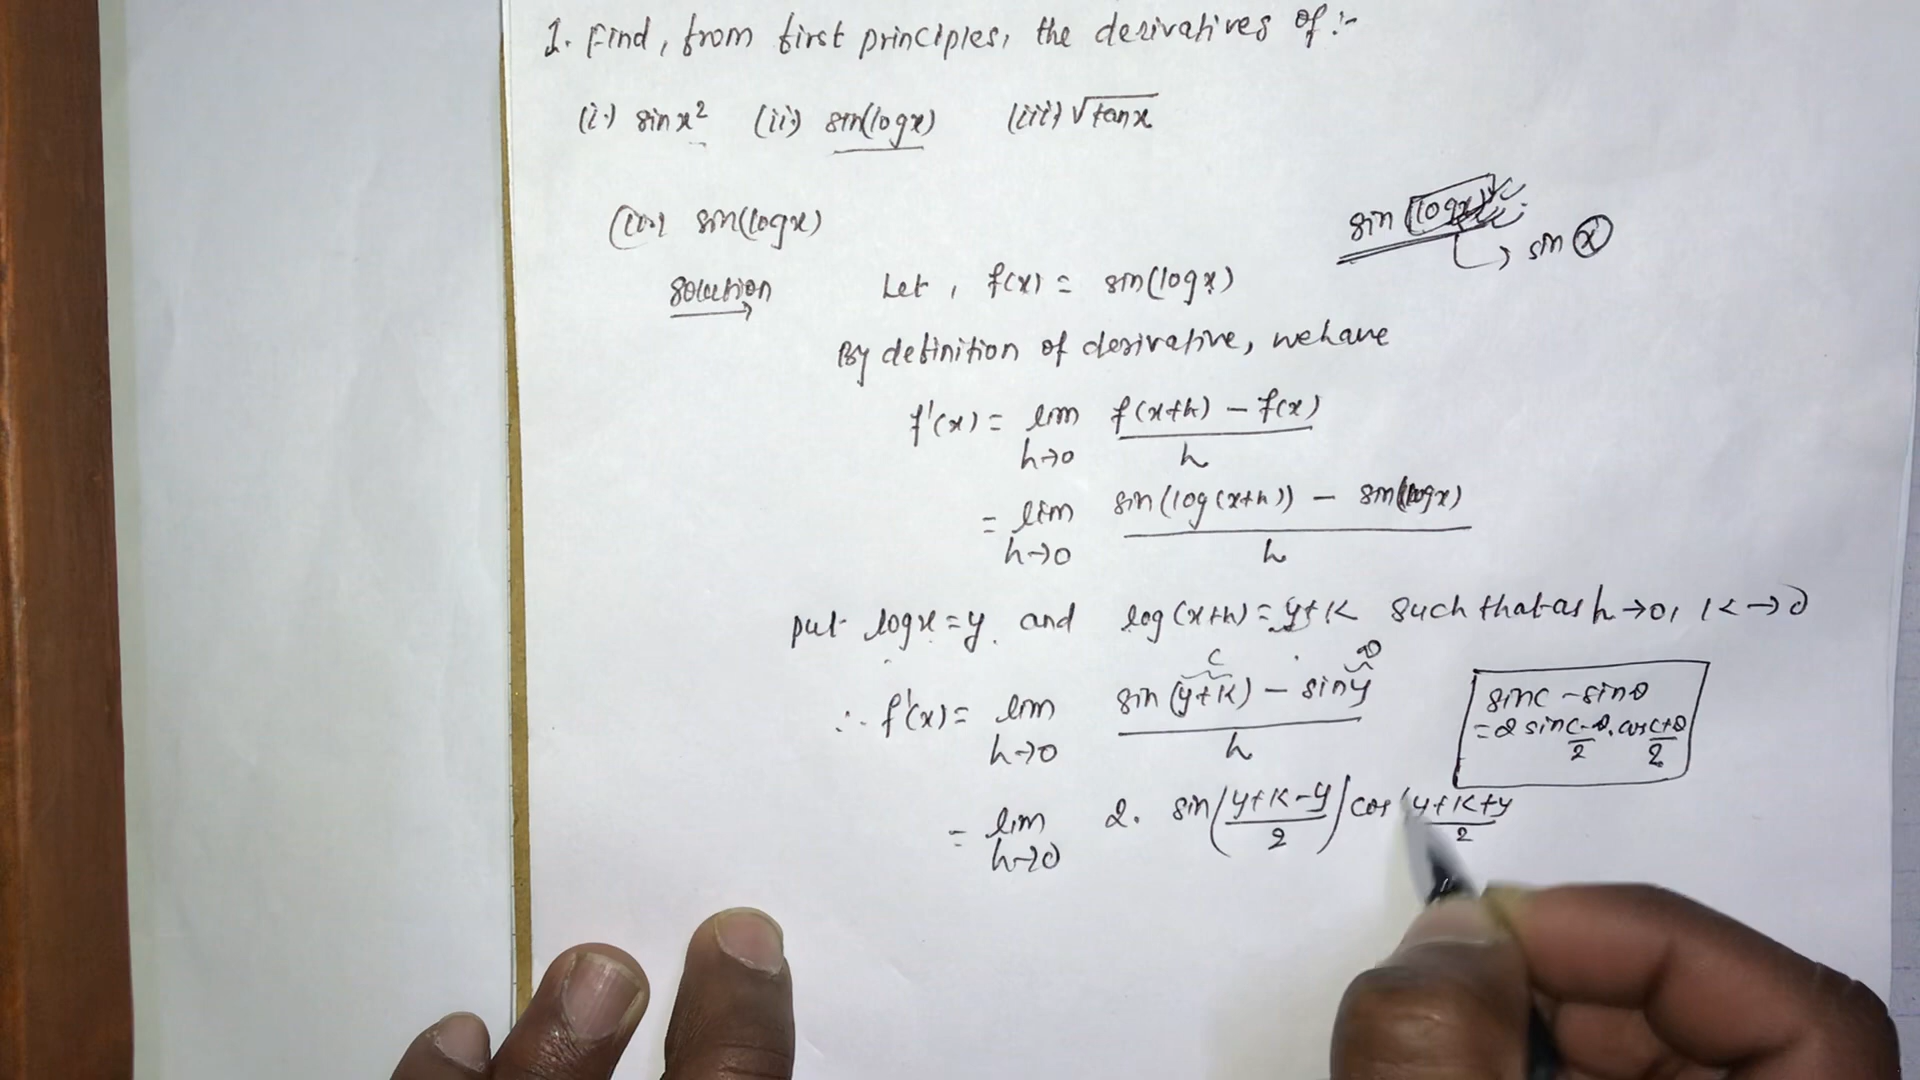 1. Find, from first principles, the derivatives of :-
(i.) sin x² (ii.) sin(log x) (iii) √tan x
sin (log x)
→ sin x
sin(log x)
Solution Let, f(x) = sin(log x)
By definition of derivative, we have
f'(x) = lim f(x+h) - f(x)
h→0 h
= lim sin(log(x+h)) - sin(log x)
h→0 h
put log x = y and log(x+h) = y+k such that as h→0, k→0
C D
∴ f'(x) = lim sin(y+k) - sin y
h→0 h
sin C - sin D
= 2 sin C-D . cos C+D
2 2
= lim 2. sin(y+k-y) cos(y+k+y
h→0 2 2